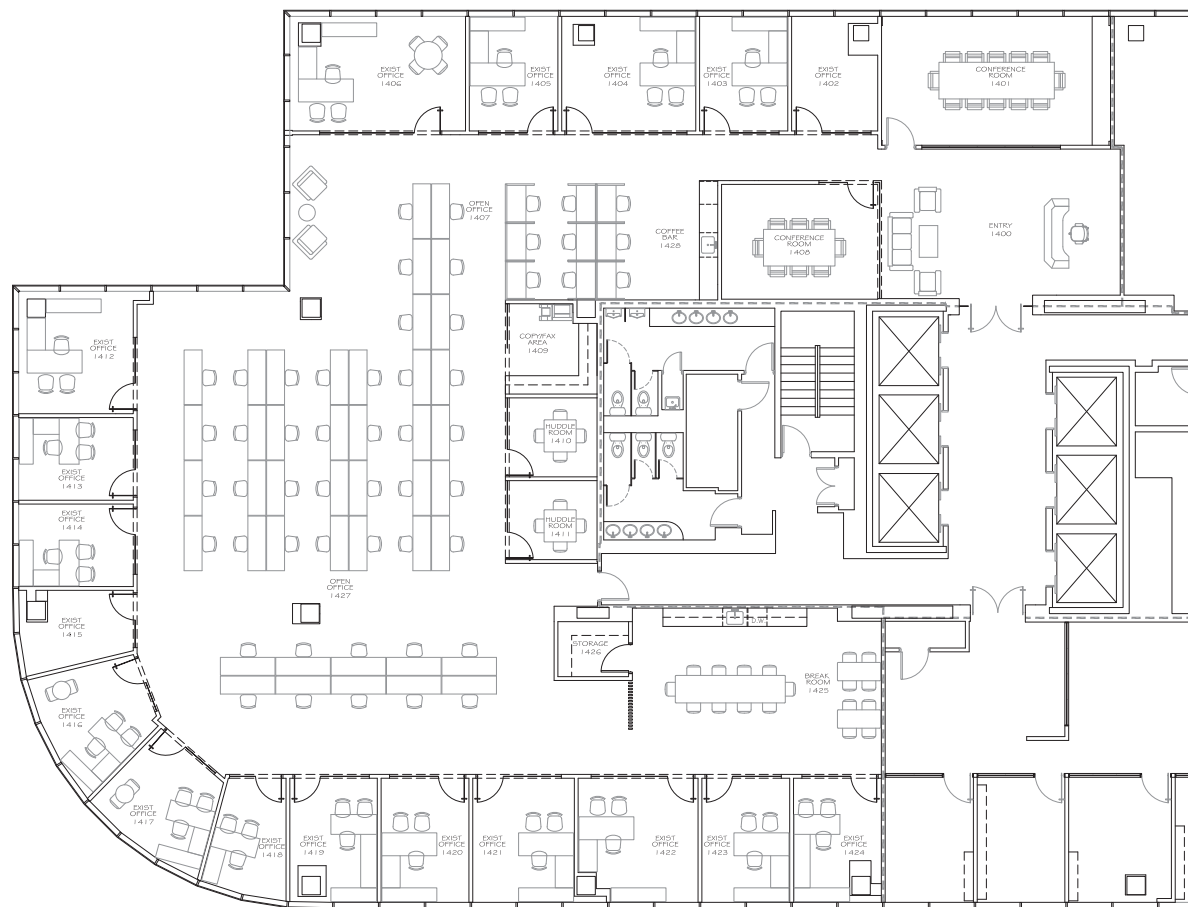 EXIST
OFFICE
1406
EXIST
OFFICE
1405
EXIST
OFFICE
1404
EXIST
OFFICE
1403
EXIST
OFFICE
1402
CONFERENCE
ROOM
1401
OPEN
OFFICE
1407
COFFEE
BAR
1428
CONFERENCE
ROOM
1408
ENTRY
1400
EXIST
OFFICE
1412
COPY/FAX
AREA
1409
HUDDLE
ROOM
1410
EXIST
OFFICE
1413
EXIST
OFFICE
1414
HUDDLE
ROOM
1411
OPEN
OFFICE
1427
EXIST
OFFICE
1415
STORAGE
1426
D.W.
BREAK
ROOM
1425
EXIST
OFFICE
1416
EXIST
OFFICE
1417
EXIST
OFFICE
1418
EXIST
OFFICE
1419
EXIST
OFFICE
1420
EXIST
OFFICE
1421
EXIST
OFFICE
1422
EXIST
OFFICE
1423
EXIST
OFFICE
1424